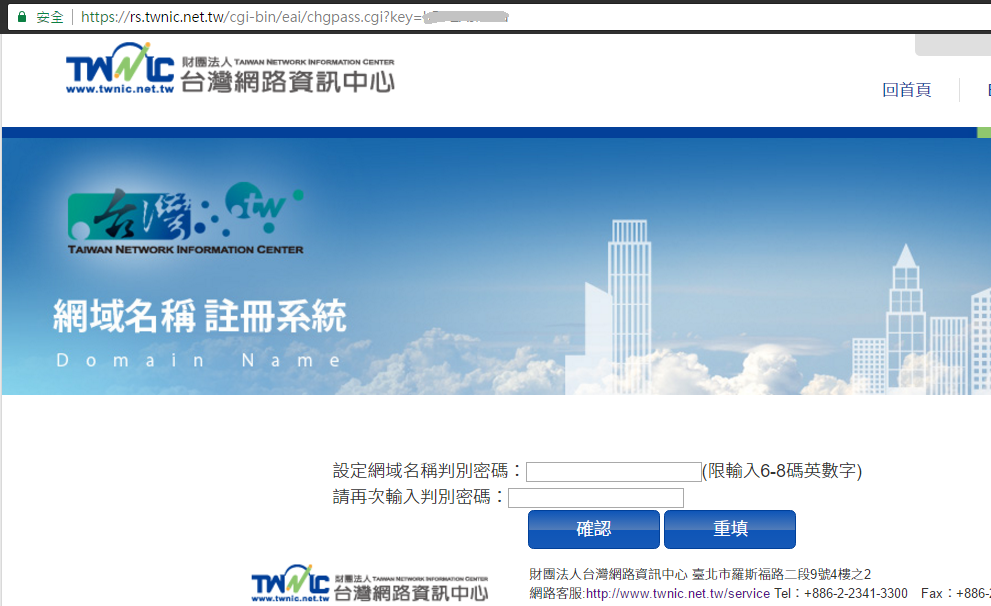 安全 | https://rs.twnic.net.tw/cgi-bin/eai/chgpass.cgi?key=
TWNIC 財團法人 TAIWAN NETWORK INFORMATION CENTER
www.twnic.net.tw 台灣網路資訊中心
回首頁
台灣 tw
TAIWAN NETWORK INFORMATION CENTER
網域名稱 註冊系統
Domain Name
設定網域名稱判別密碼：(限輸入6-8碼英數字)
請再次輸入判別密碼：
確認 重填
TWNIC 財團法人 TAIWAN NETWORK INFORMATION CENTER
www.twnic.net.tw 台灣網路資訊中心
財團法人台灣網路資訊中心 臺北市羅斯福路二段9號4樓之2
網路客服:http://www.twnic.net.tw/service Tel：+886-2-2341-3300 Fax：+886-